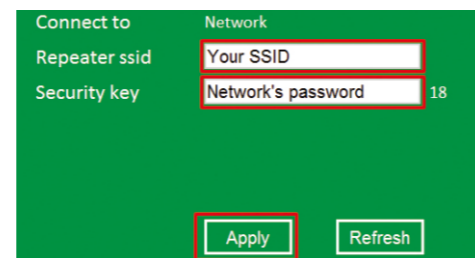 Connect to Network
Repeater ssid Your SSID
Security key Network's password 18
Apply Refresh